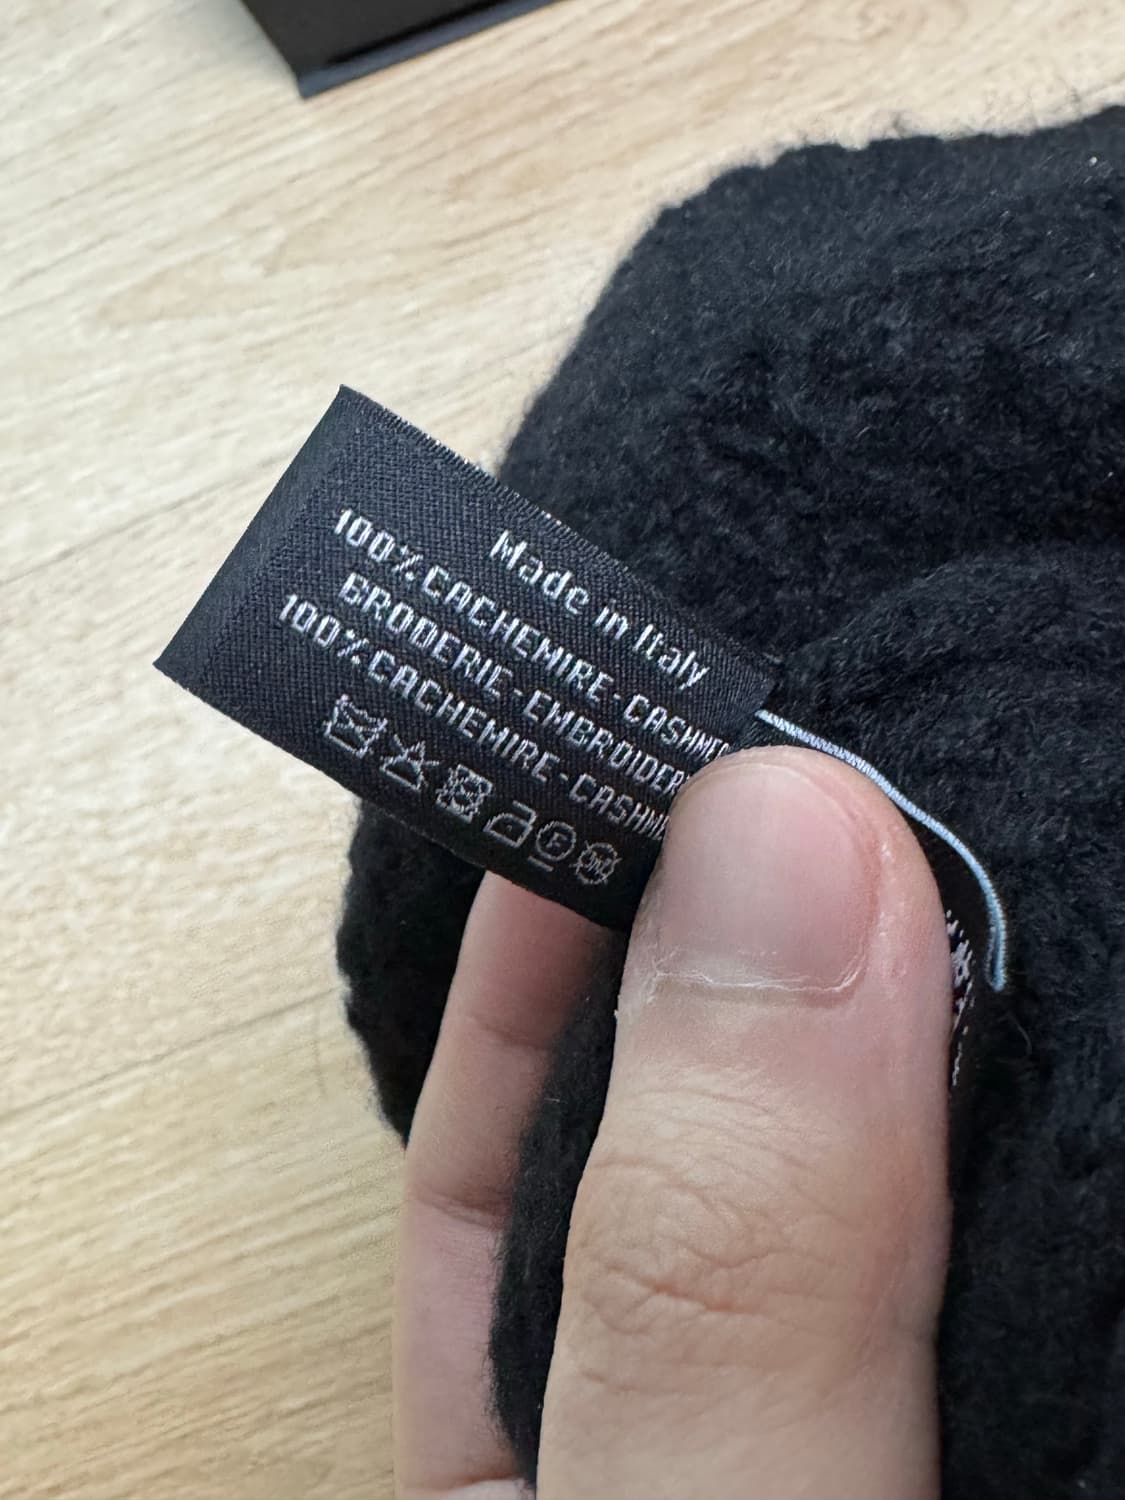 Made in Italy
100% CACHEMIRE - CASHME
BRODERIE - EMBROIDER
100% CACHEMIRE - CASHM
F
W